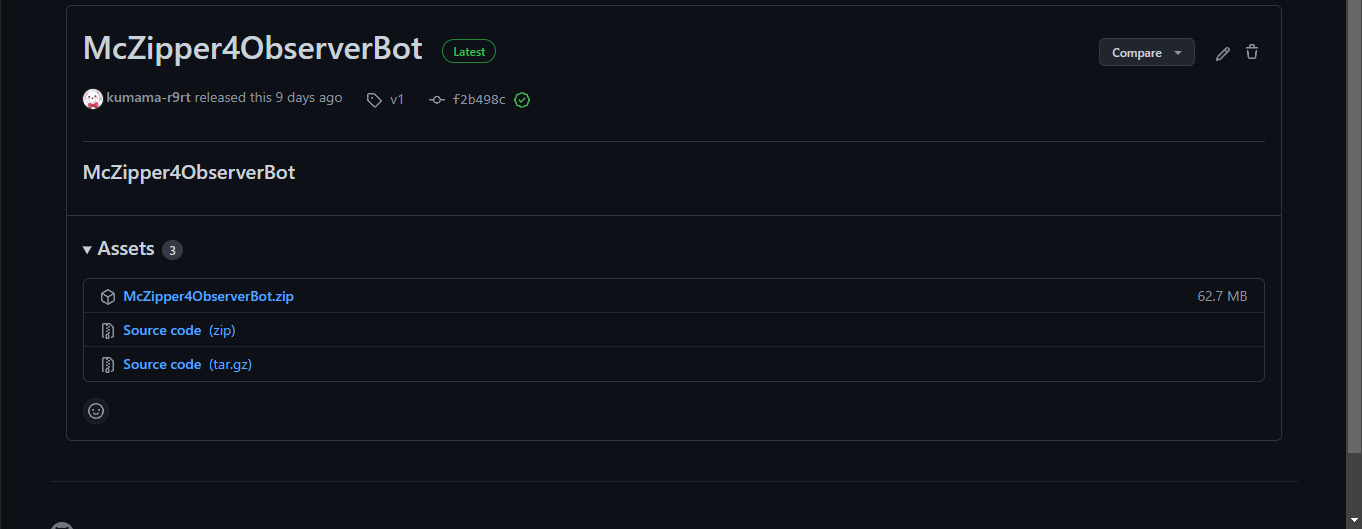 McZipper4ObserverBot Latest Compare
kumama-r9rt released this 9 days ago v1 f2b498c
McZipper4ObserverBot
Assets 3
McZipper4ObserverBot.zip 62.7 MB
Source code (zip)
Source code (tar.gz)